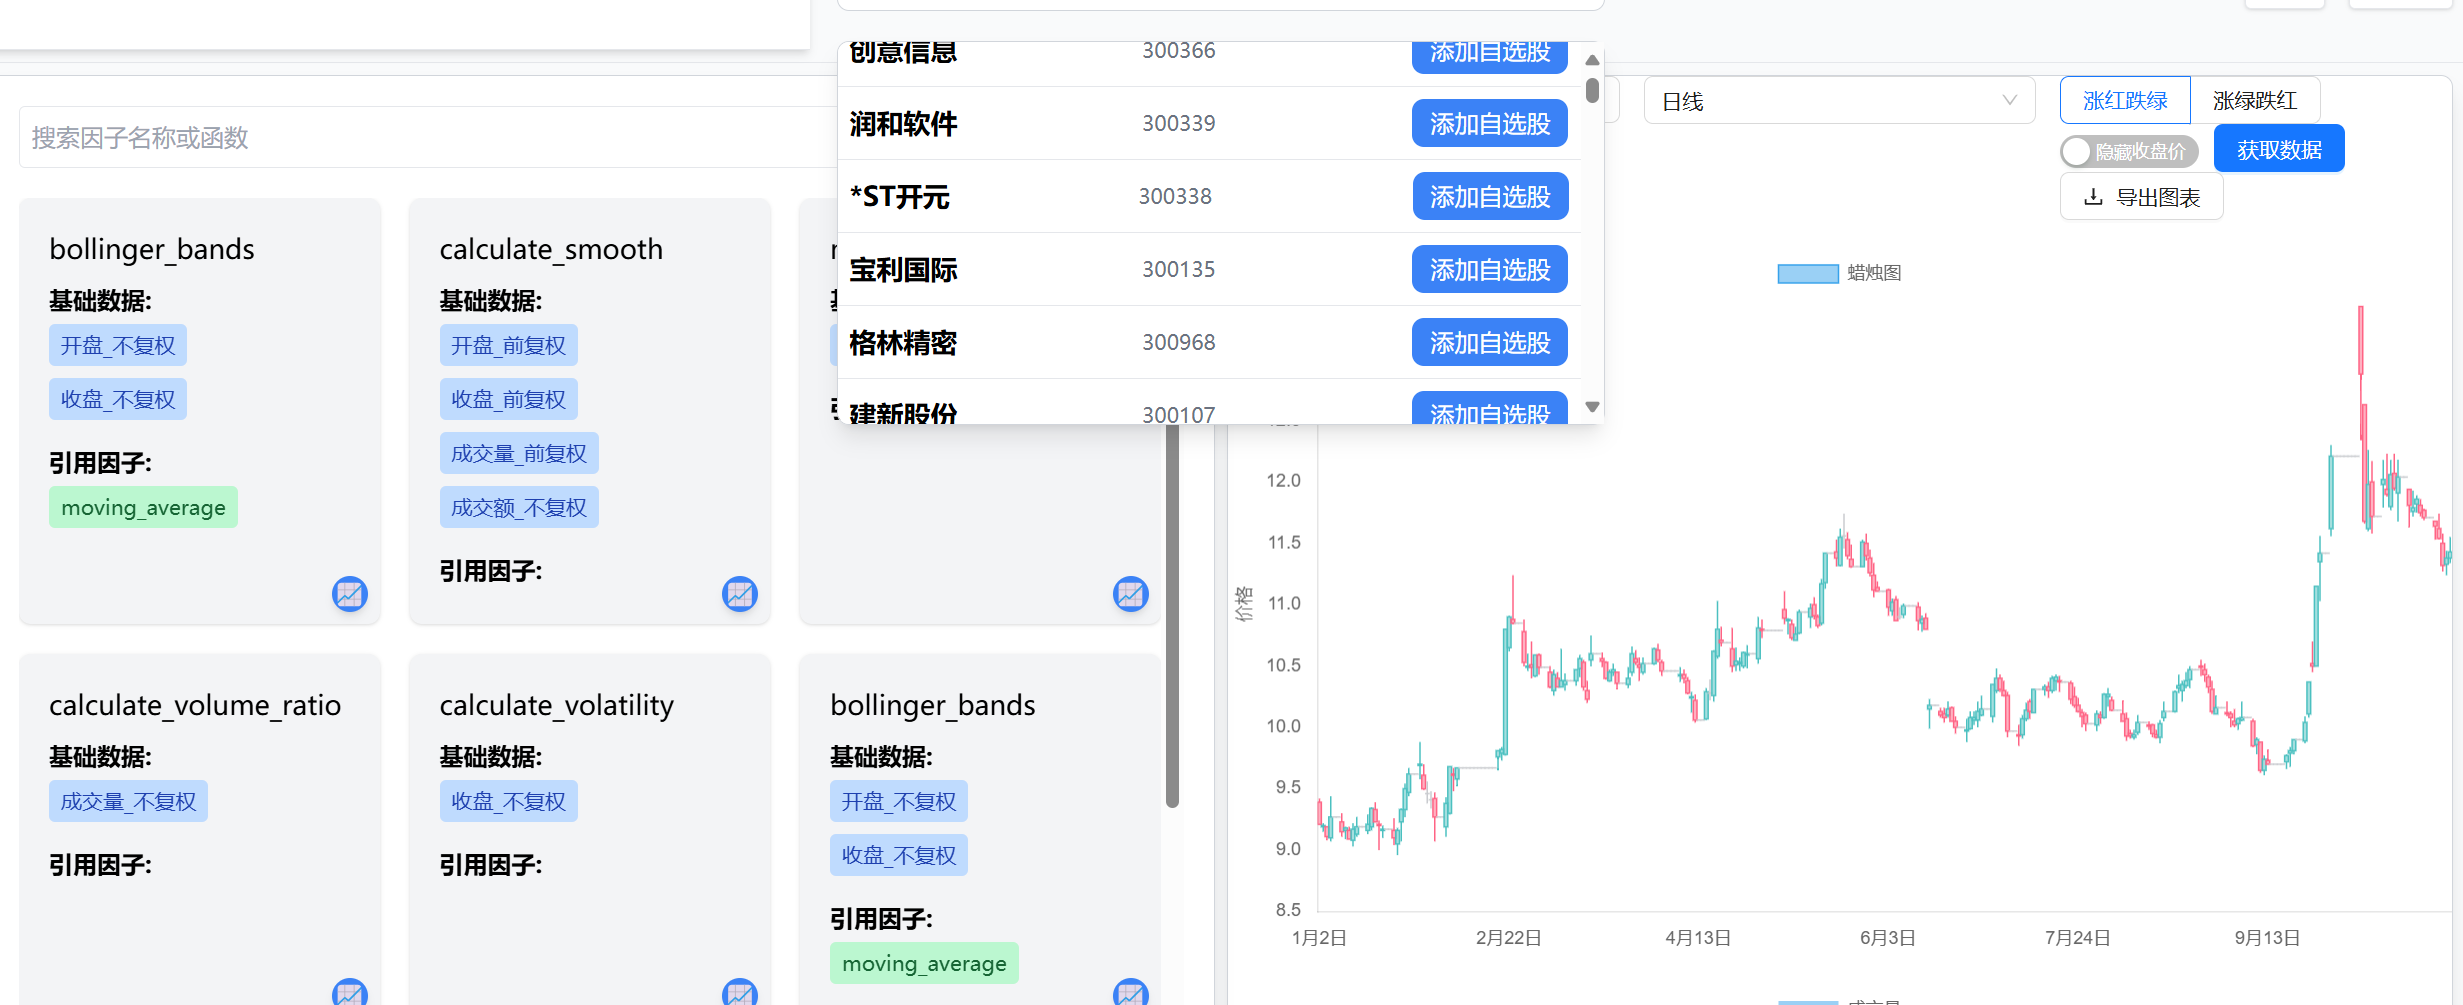 创意信息 300366 添加自选股
润和软件 300339 添加自选股
*ST开元 300338 添加自选股
宝利国际 300135 添加自选股
格林精密 300968 添加自选股
建新股份 300107 添加自选股
搜索因子名称或函数
bollinger_bands
基础数据:
开盘_不复权
收盘_不复权
引用因子:
moving_average
calculate_smooth
基础数据:
开盘_前复权
收盘_前复权
成交量_前复权
成交额_不复权
引用因子:
calculate_volume_ratio
基础数据:
成交量_不复权
引用因子:
calculate_volatility
基础数据:
收盘_不复权
引用因子:
bollinger_bands
基础数据:
开盘_不复权
收盘_不复权
引用因子:
moving_average
日线
涨红跌绿 涨绿跌红
隐藏收盘价 获取数据
导出图表
蜡烛图
价格
12.0
11.5
11.0
10.5
10.0
9.5
9.0
8.5
1月2日 2月22日 4月13日 6月3日 7月24日 9月13日